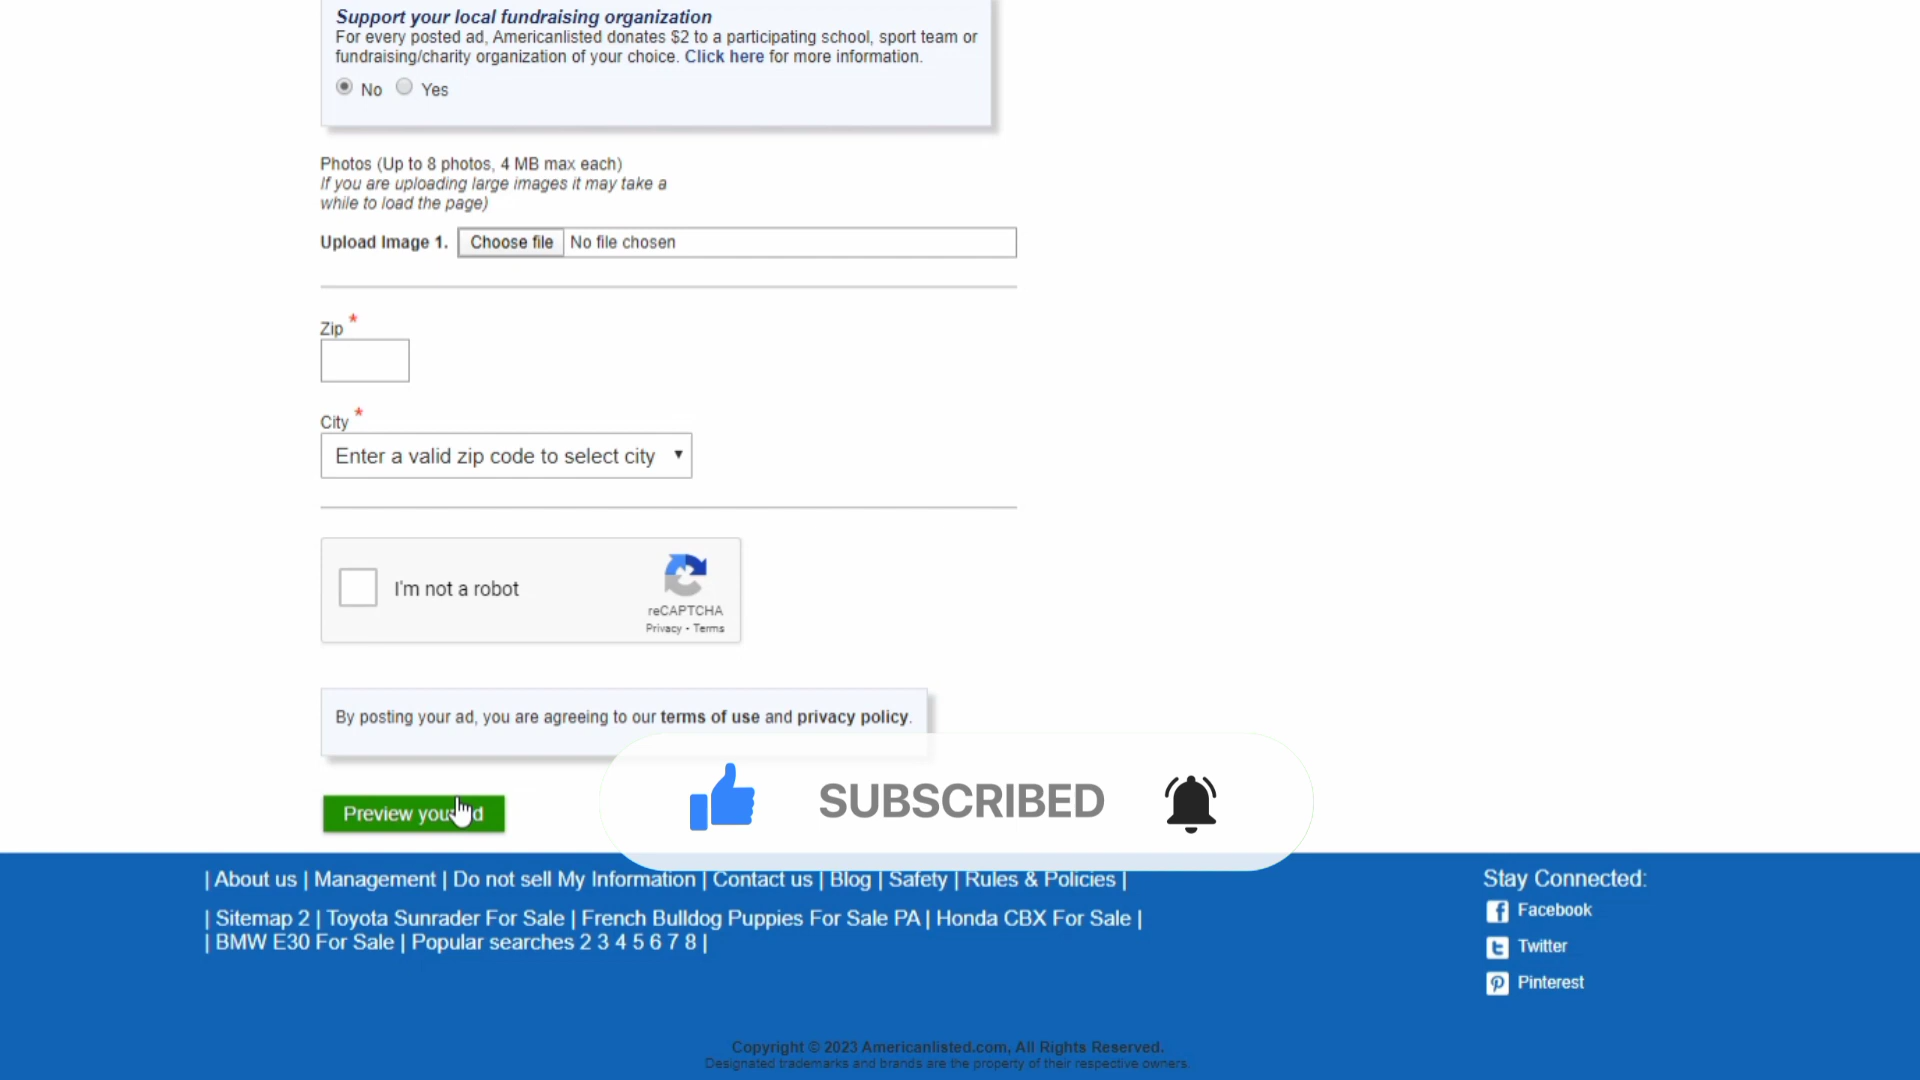 Support your local fundraising organization
For every posted ad, Americanlisted donates $2 to a participating school, sport team or
fundraising/charity organization of your choice. Click here for more information.
No Yes
Photos (Up to 8 photos, 4 MB max each)
If you are uploading large images it may take a
while to load the page)
Upload Image 1. Choose file No file chosen
Zip *
City *
Enter a valid zip code to select city
I'm not a robot
reCAPTCHA
Privacy - Terms
By posting your ad, you are agreeing to our terms of use and privacy policy.
Preview you d
SUBSCRIBED
| About us | Management | Do not sell My Information | Contact us | Blog | Safety | Rules & Policies |
| Sitemap 2 | Toyota Sunrader For Sale | French Bulldog Puppies For Sale PA | Honda CBX For Sale |
| BMW E30 For Sale | Popular searches 2 3 4 5 6 7 8 |
Stay Connected:
Facebook
Twitter
Pinterest
Copyright © 2023 Americanlisted.com, All Rights Reserved.
Designated trademarks and brands are the property of their respective owners.